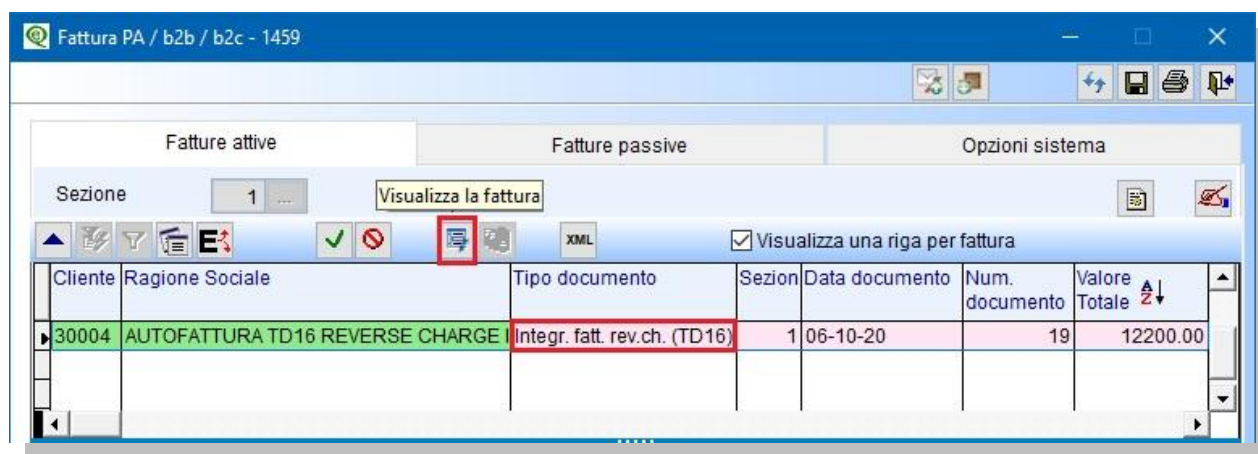 Fattura PA / b2b / b2c - 1459
Fatture attive Fatture passive Opzioni sistema
Sezione 1 ... Visualizza la fattura
E XML Visualizza una riga per fattura
Cliente Ragione Sociale Tipo documento Sezion Data documento Num. documento Valore Totale AZ
30004 AUTOFATTURA TD16 REVERSE CHARGE I Integr. fatt. rev.ch. (TD16) 1 06-10-20 19 12200.00